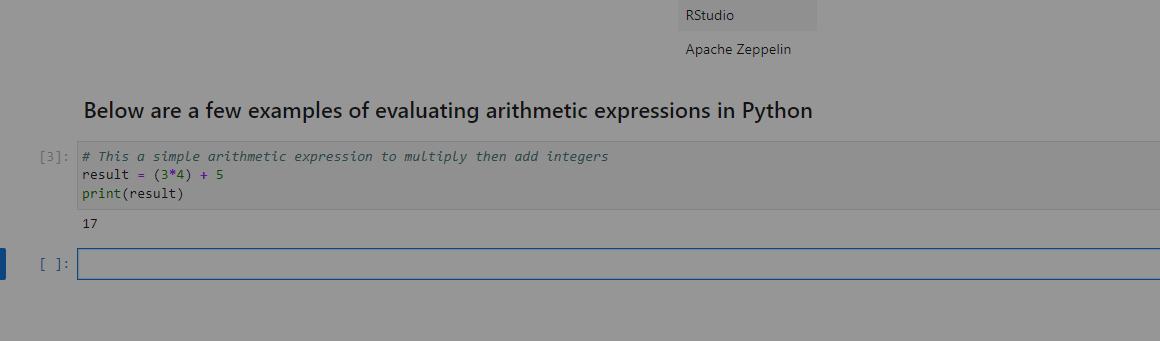 RStudio
Apache Zeppelin
Below are a few examples of evaluating arithmetic expressions in Python
[3]: # This a simple arithmetic expression to multiply then add integers
result = (3*4) + 5
print(result)
17
[ ]: